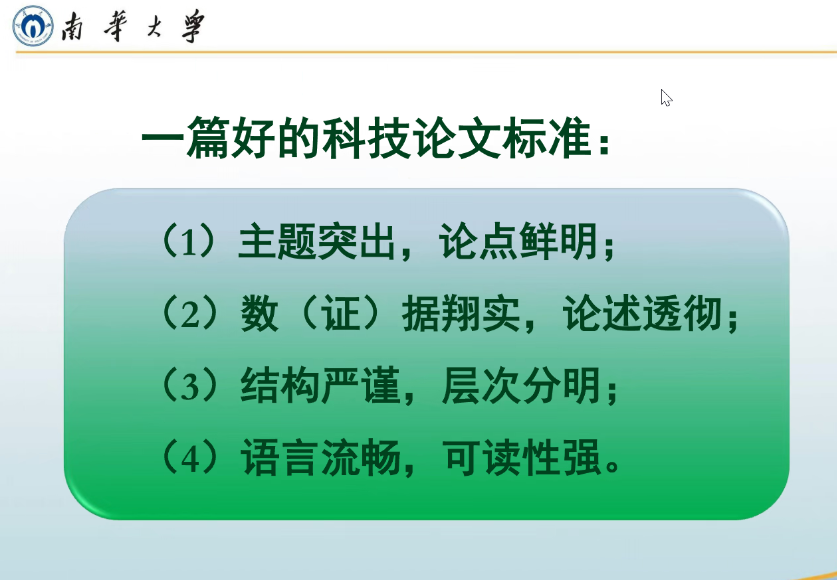 南华大学
一篇好的科技论文标准：
（1）主题突出，论点鲜明；
（2）数（证）据翔实，论述透彻；
（3）结构严谨，层次分明；
（4）语言流畅，可读性强。